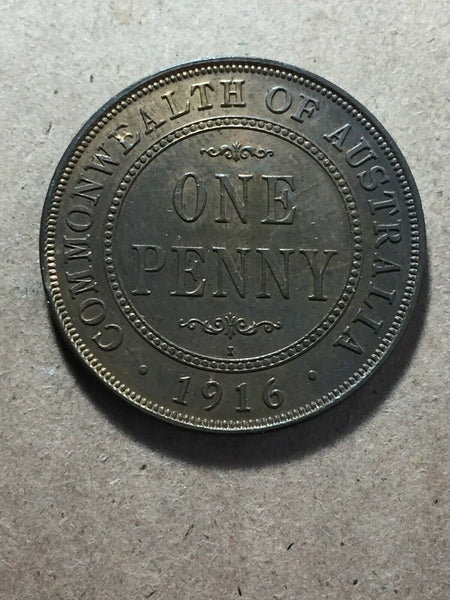 COMMONWEALTH OF AUSTRALIA
ONE
PENNY
I
· 1916 ·